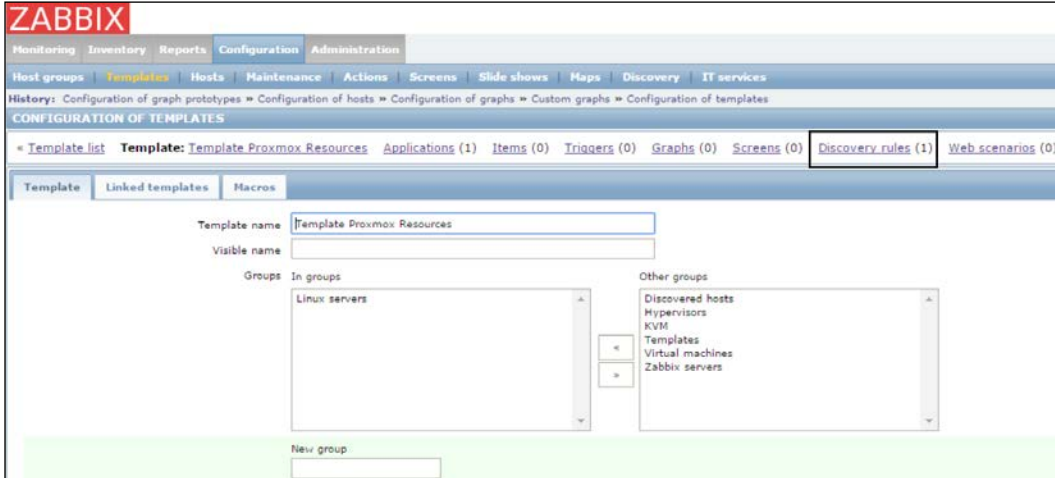 ZABBIX
Monitoring Inventory Reports Configuration Administration
Host groups | Templates | Hosts | Maintenance | Actions | Screens | Slide shows | Maps | Discovery | IT services
History: Configuration of graph prototypes » Configuration of hosts » Configuration of graphs » Custom graphs » Configuration of templates
CONFIGURATION OF TEMPLATES
« Template list Template: Template Proxmox Resources Applications (1) Items (0) Triggers (0) Graphs (0) Screens (0) Discovery rules (1) Web scenarios (0)
Template Linked templates Macros
Template name Template Proxmox Resources
Visible name
Groups In groups Other groups
Linux servers
Discovered hosts
Hypervisors
KVM
Templates
Virtual machines
Zabbix servers
«
»
New group